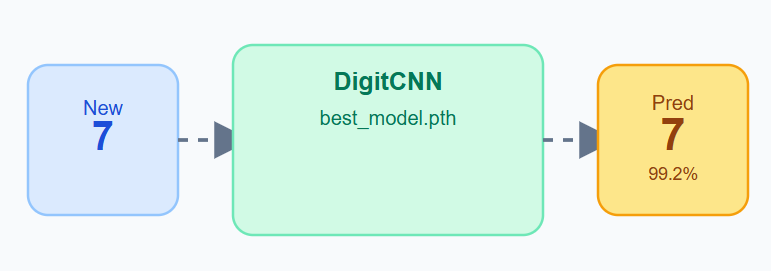 New
7
DigitCNN
best_model.pth
Pred
7
99.2%